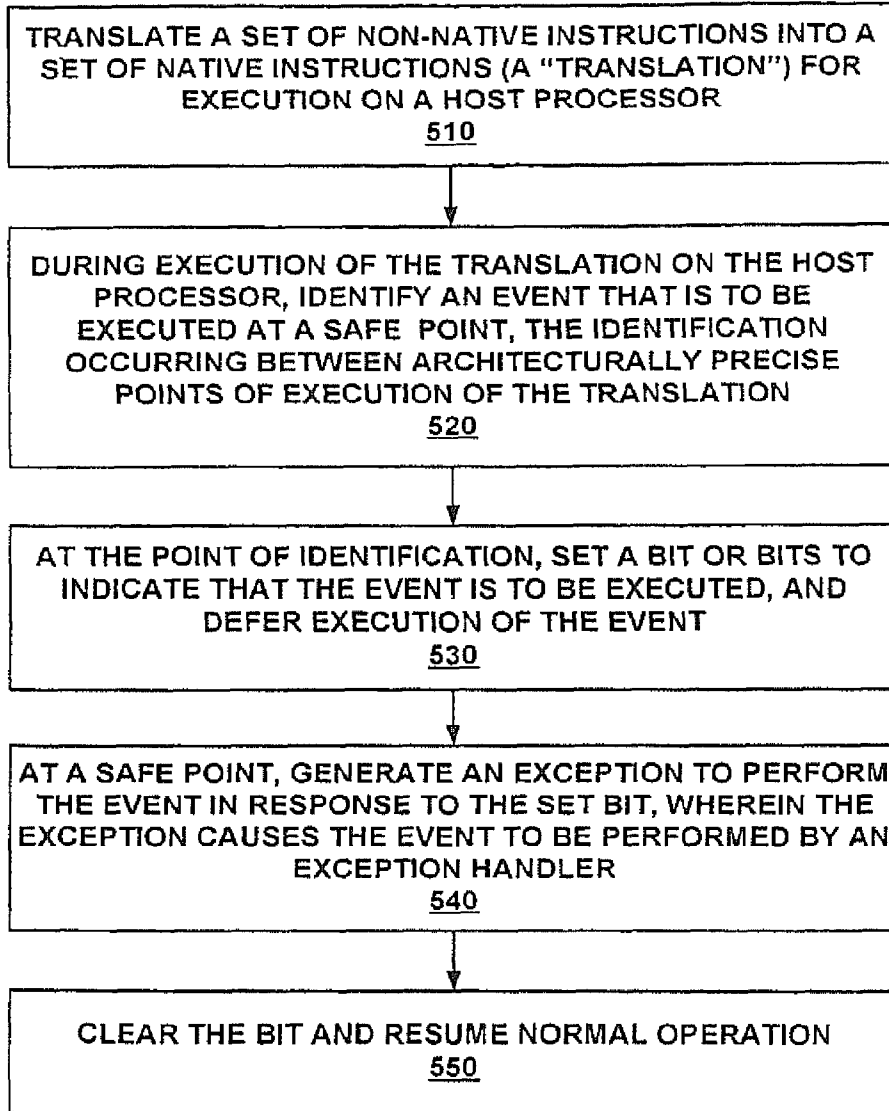 TRANSLATE A SET OF NON-NATIVE INSTRUCTIONS INTO A
SET OF NATIVE INSTRUCTIONS (A "TRANSLATION") FOR
EXECUTION ON A HOST PROCESSOR
510
DURING EXECUTION OF THE TRANSLATION ON THE HOST
PROCESSOR, IDENTIFY AN EVENT THAT IS TO BE
EXECUTED AT A SAFE POINT, THE IDENTIFICATION
OCCURRING BETWEEN ARCHITECTURALLY PRECISE
POINTS OF EXECUTION OF THE TRANSLATION
520
AT THE POINT OF IDENTIFICATION, SET A BIT OR BITS TO
INDICATE THAT THE EVENT IS TO BE EXECUTED, AND
DEFER EXECUTION OF THE EVENT
530
AT A SAFE POINT, GENERATE AN EXCEPTION TO PERFORM
THE EVENT IN RESPONSE TO THE SET BIT, WHEREIN THE
EXCEPTION CAUSES THE EVENT TO BE PERFORMED BY AN
EXCEPTION HANDLER
540
CLEAR THE BIT AND RESUME NORMAL OPERATION
550